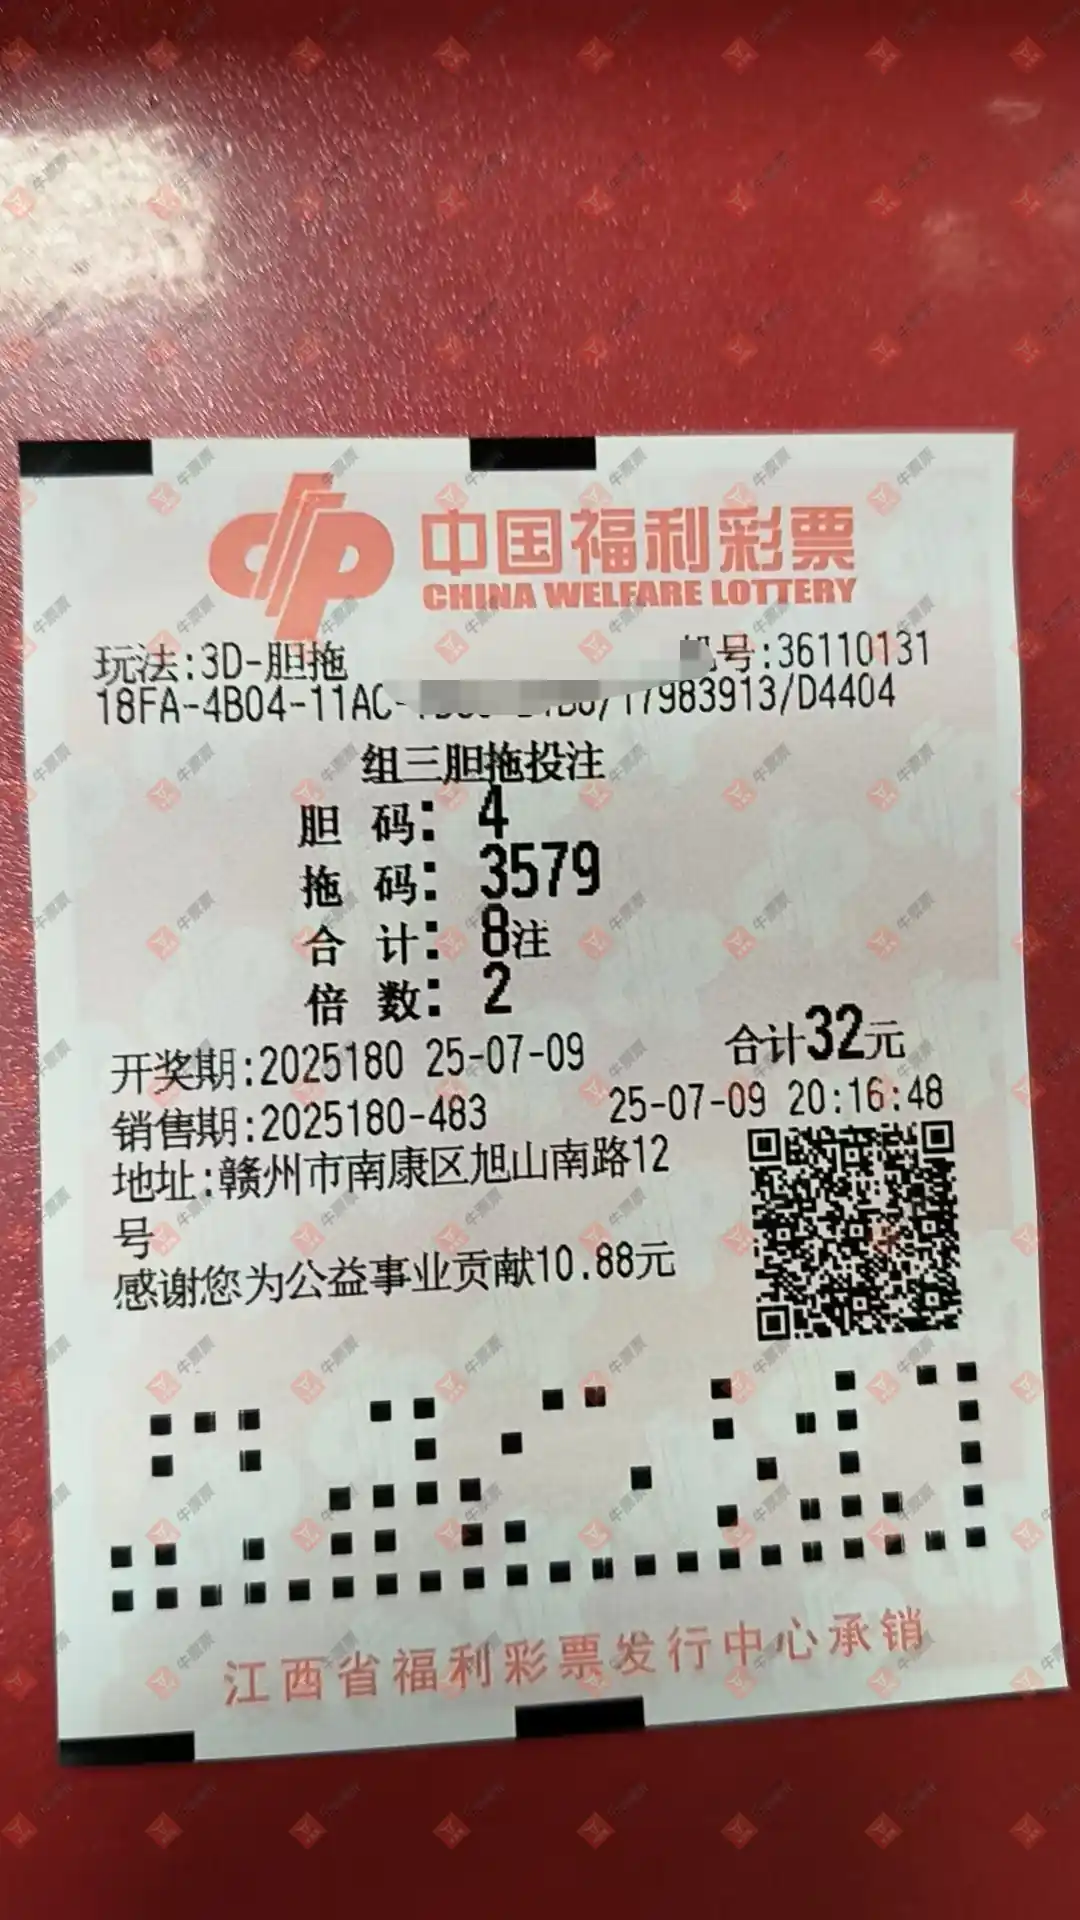 中国福利彩票
CHINA WELFARE LOTTERY
玩法:3D-胆拖 机号:36110131
18FA-4B04-11AC- /17983913/D4404
组三胆拖投注
胆 码: 4
拖 码: 3579
合 计: 8注
倍 数: 2
合计32元
开奖期:2025180 25-07-09
销售期:2025180-483 25-07-09 20:16:48
地址:赣州市南康区旭山南路12
号
感谢您为公益事业贡献10.88元
江西省福利彩票发行中心承销
牛票票